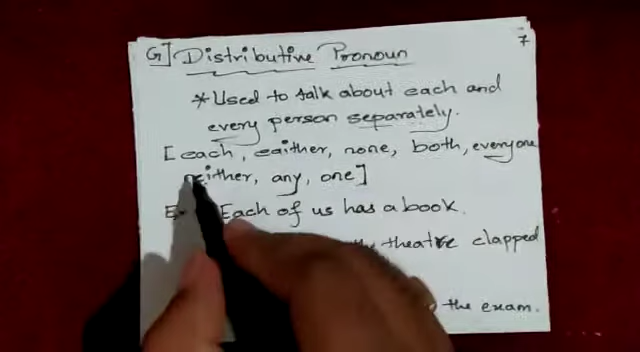 G] Distributive Pronoun
7
* Used to talk about each and
every person separately.
[each, eaither, none, both, everyone
neither, any, one]
Each of us has a book.
theatre clapped
the exam.